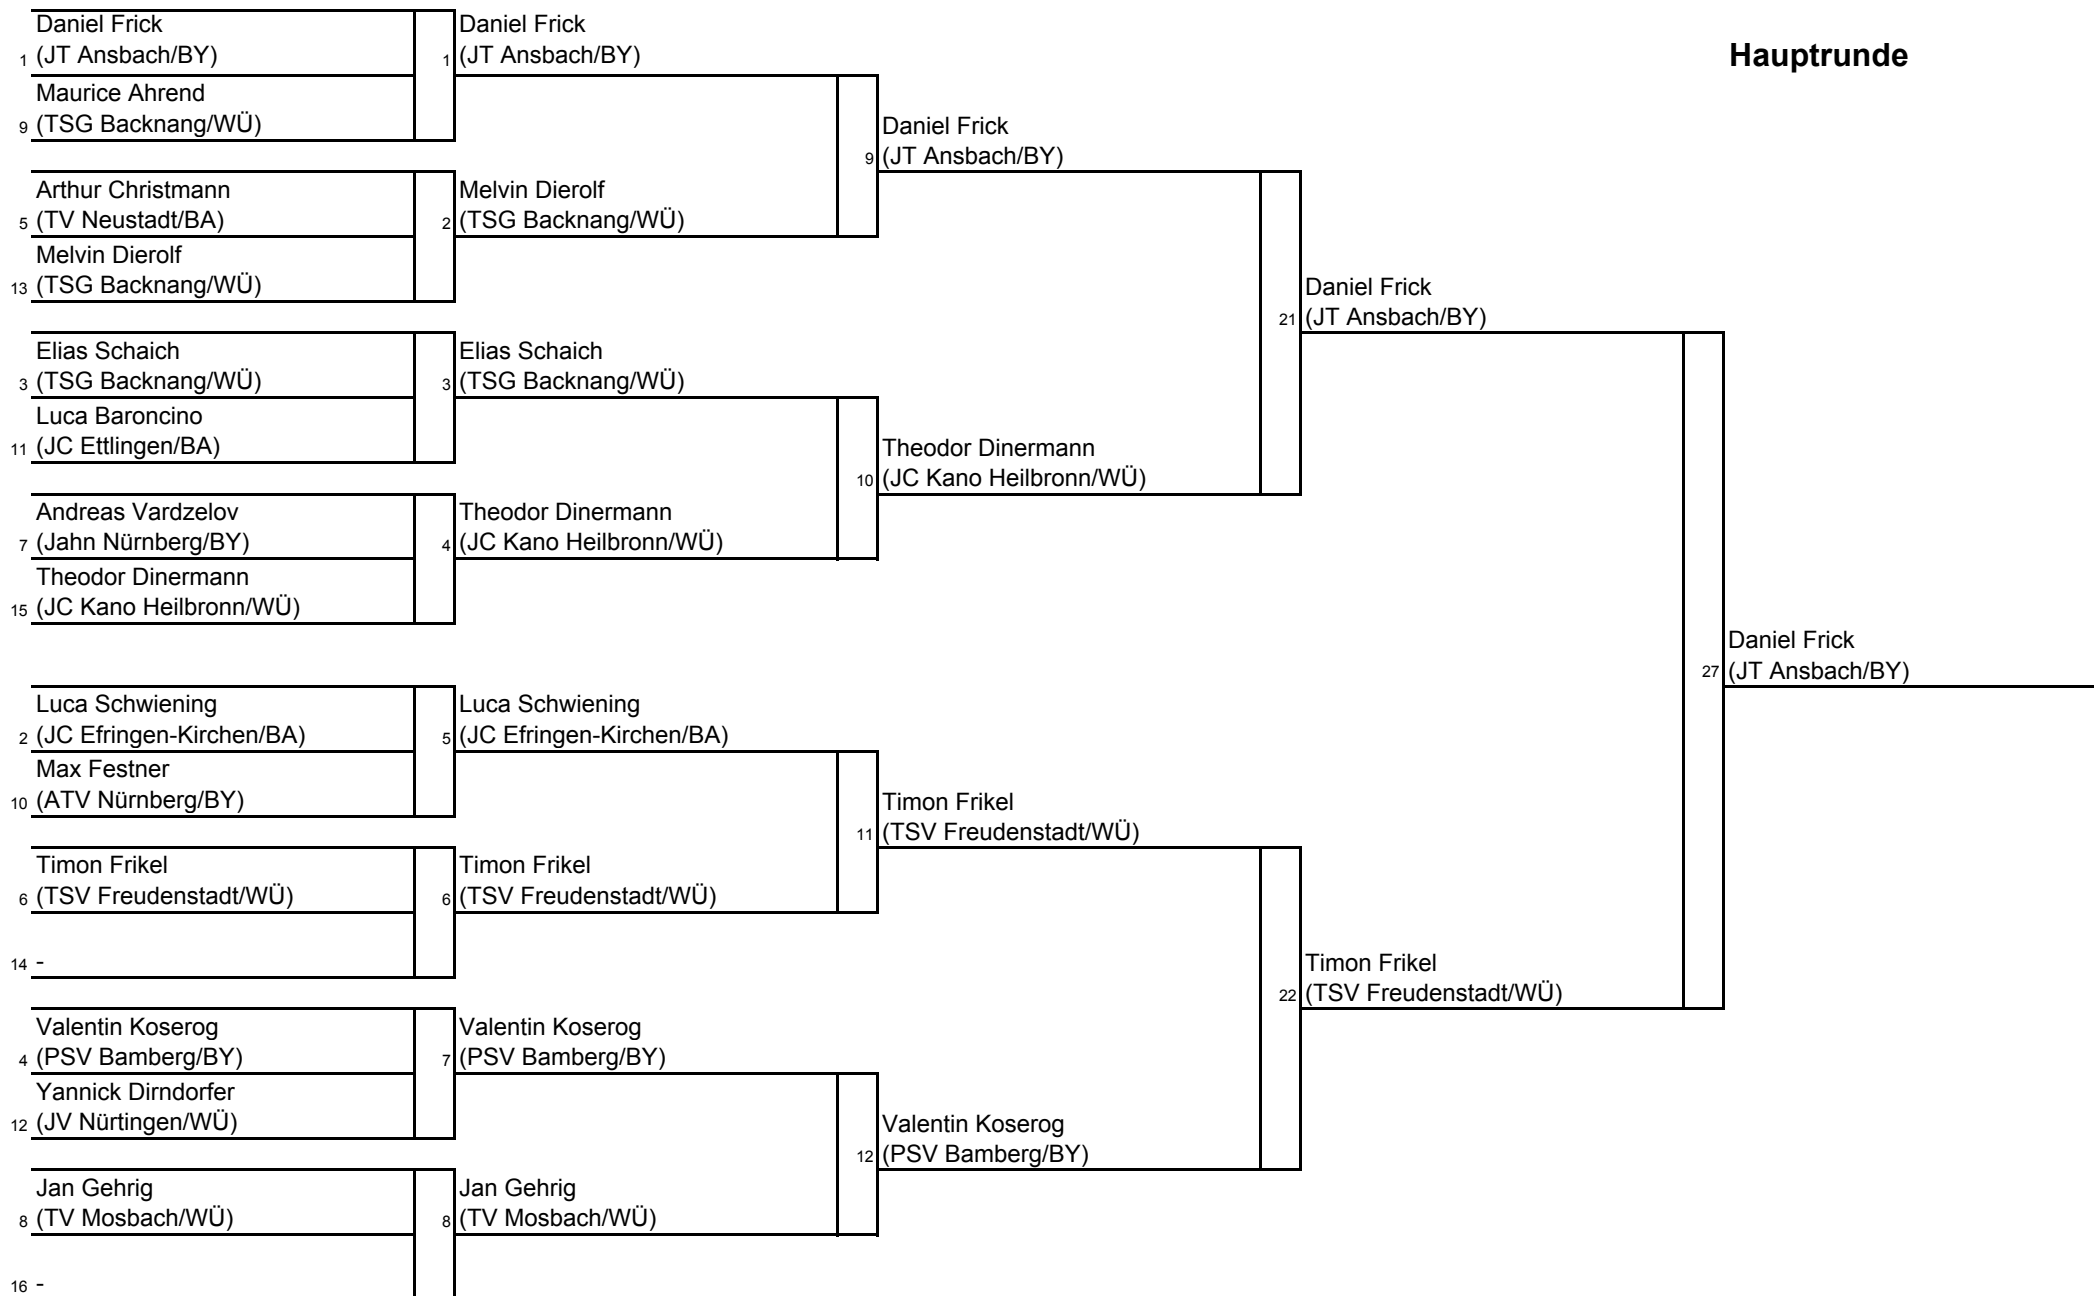 Hauptrunde
Daniel Frick
1 (JT Ansbach/BY)
Maurice Ahrend
9 (TSG Backnang/WÜ)
Arthur Christmann
5 (TV Neustadt/BA)
Melvin Dierolf
13 (TSG Backnang/WÜ)
Elias Schaich
3 (TSG Backnang/WÜ)
Luca Baroncino
11 (JC Ettlingen/BA)
Andreas Vardzelov
7 (Jahn Nürnberg/BY)
Theodor Dinermann
15 (JC Kano Heilbronn/WÜ)
Luca Schwiening
2 (JC Efringen-Kirchen/BA)
Max Festner
10 (ATV Nürnberg/BY)
Timon Frikel
6 (TSV Freudenstadt/WÜ)
14 -
Valentin Koserog
4 (PSV Bamberg/BY)
Yannick Dirndorfer
12 (JV Nürtingen/WÜ)
Jan Gehrig
8 (TV Mosbach/WÜ)
16 -
Daniel Frick
1 (JT Ansbach/BY)
Melvin Dierolf
2 (TSG Backnang/WÜ)
Elias Schaich
3 (TSG Backnang/WÜ)
Theodor Dinermann
4 (JC Kano Heilbronn/WÜ)
Luca Schwiening
5 (JC Efringen-Kirchen/BA)
Timon Frikel
6 (TSV Freudenstadt/WÜ)
Valentin Koserog
7 (PSV Bamberg/BY)
Jan Gehrig
8 (TV Mosbach/WÜ)
Daniel Frick
9 (JT Ansbach/BY)
Theodor Dinermann
10 (JC Kano Heilbronn/WÜ)
Timon Frikel
11 (TSV Freudenstadt/WÜ)
Valentin Koserog
12 (PSV Bamberg/BY)
Daniel Frick
21 (JT Ansbach/BY)
Timon Frikel
22 (TSV Freudenstadt/WÜ)
Daniel Frick
27 (JT Ansbach/BY)